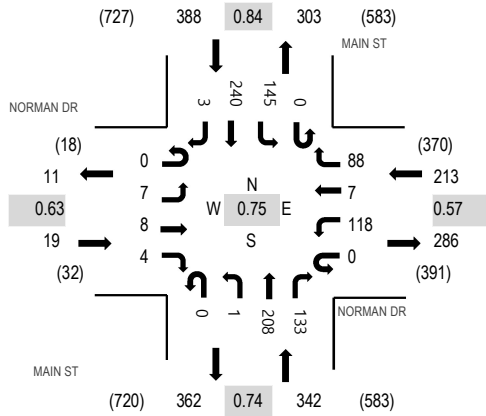 (727) 388 0.84 303 (583)
MAIN ST
NORMAN DR
3 240 145 0
(18) (370)
0 88
11 213
7 N 7
0.63 W 0.75 E 0.57
8 118
19 S 286
4 0
(32) (391)
0 1 208 133
NORMAN DR
MAIN ST
(720) 362 0.74 342 (583)